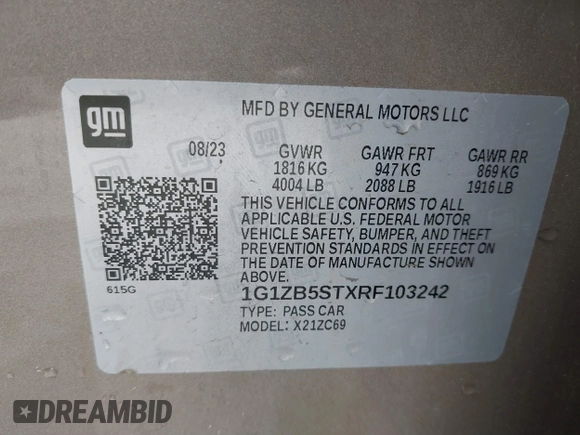 gm
MFD BY GENERAL MOTORS LLC
08/23 GVWR GAWR FRT GAWR RR
1816 KG 947 KG 869 KG
4004 LB 2088 LB 1916 LB
THIS VEHICLE CONFORMS TO ALL
APPLICABLE U.S. FEDERAL MOTOR
VEHICLE SAFETY, BUMPER, AND THEFT
PREVENTION STANDARDS IN EFFECT ON
THE DATE OF MANUFACTURE SHOWN
ABOVE.
615G
1G1ZB5STXRF103242
TYPE: PASS CAR
MODEL: X21ZC69
DREAMBID